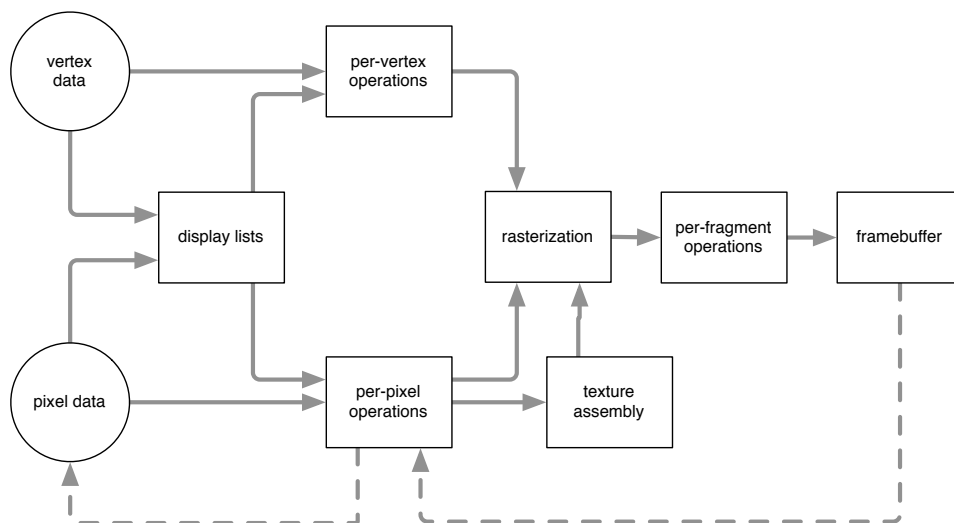 vertex
data
per-vertex
operations
display lists
rasterization
per-fragment
operations
framebuffer
pixel data
per-pixel
operations
texture
assembly